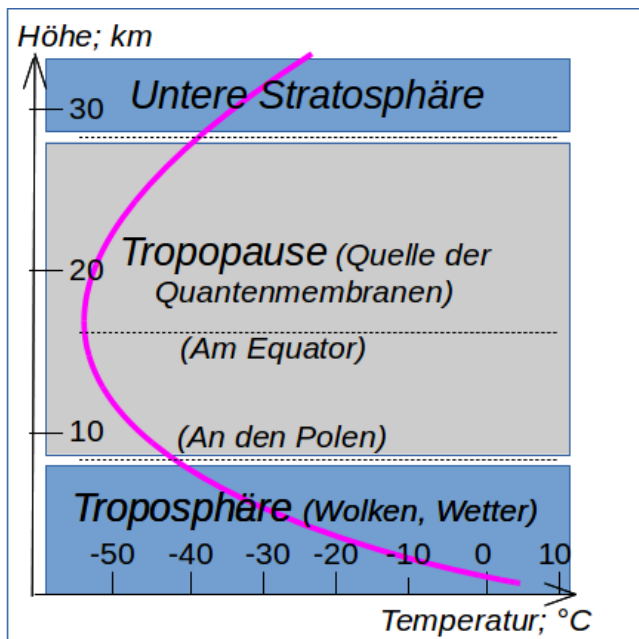 Höhe; km
Untere Stratosphäre
30
Tropopause (Quelle der
20
Quantenmembranen)
(Am Equator)
10
(An den Polen)
Troposphäre (Wolken, Wetter)
-50 -40 -30 -20 -10 0 10
Temperatur; °C